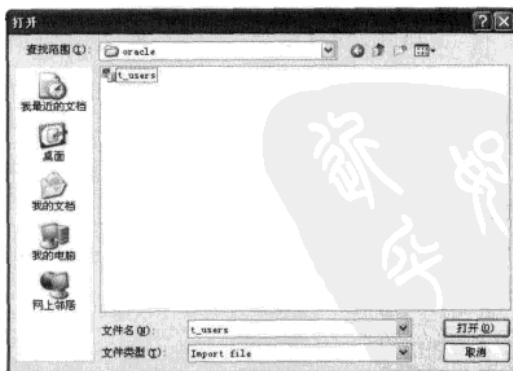 打开
查找范围(I):
oracle
t_users
我最近的文档
桌面
我的文档
我的电脑
网上邻居
文件名(N):
t_users
打开(O)
文件类型(T):
Import file
取消